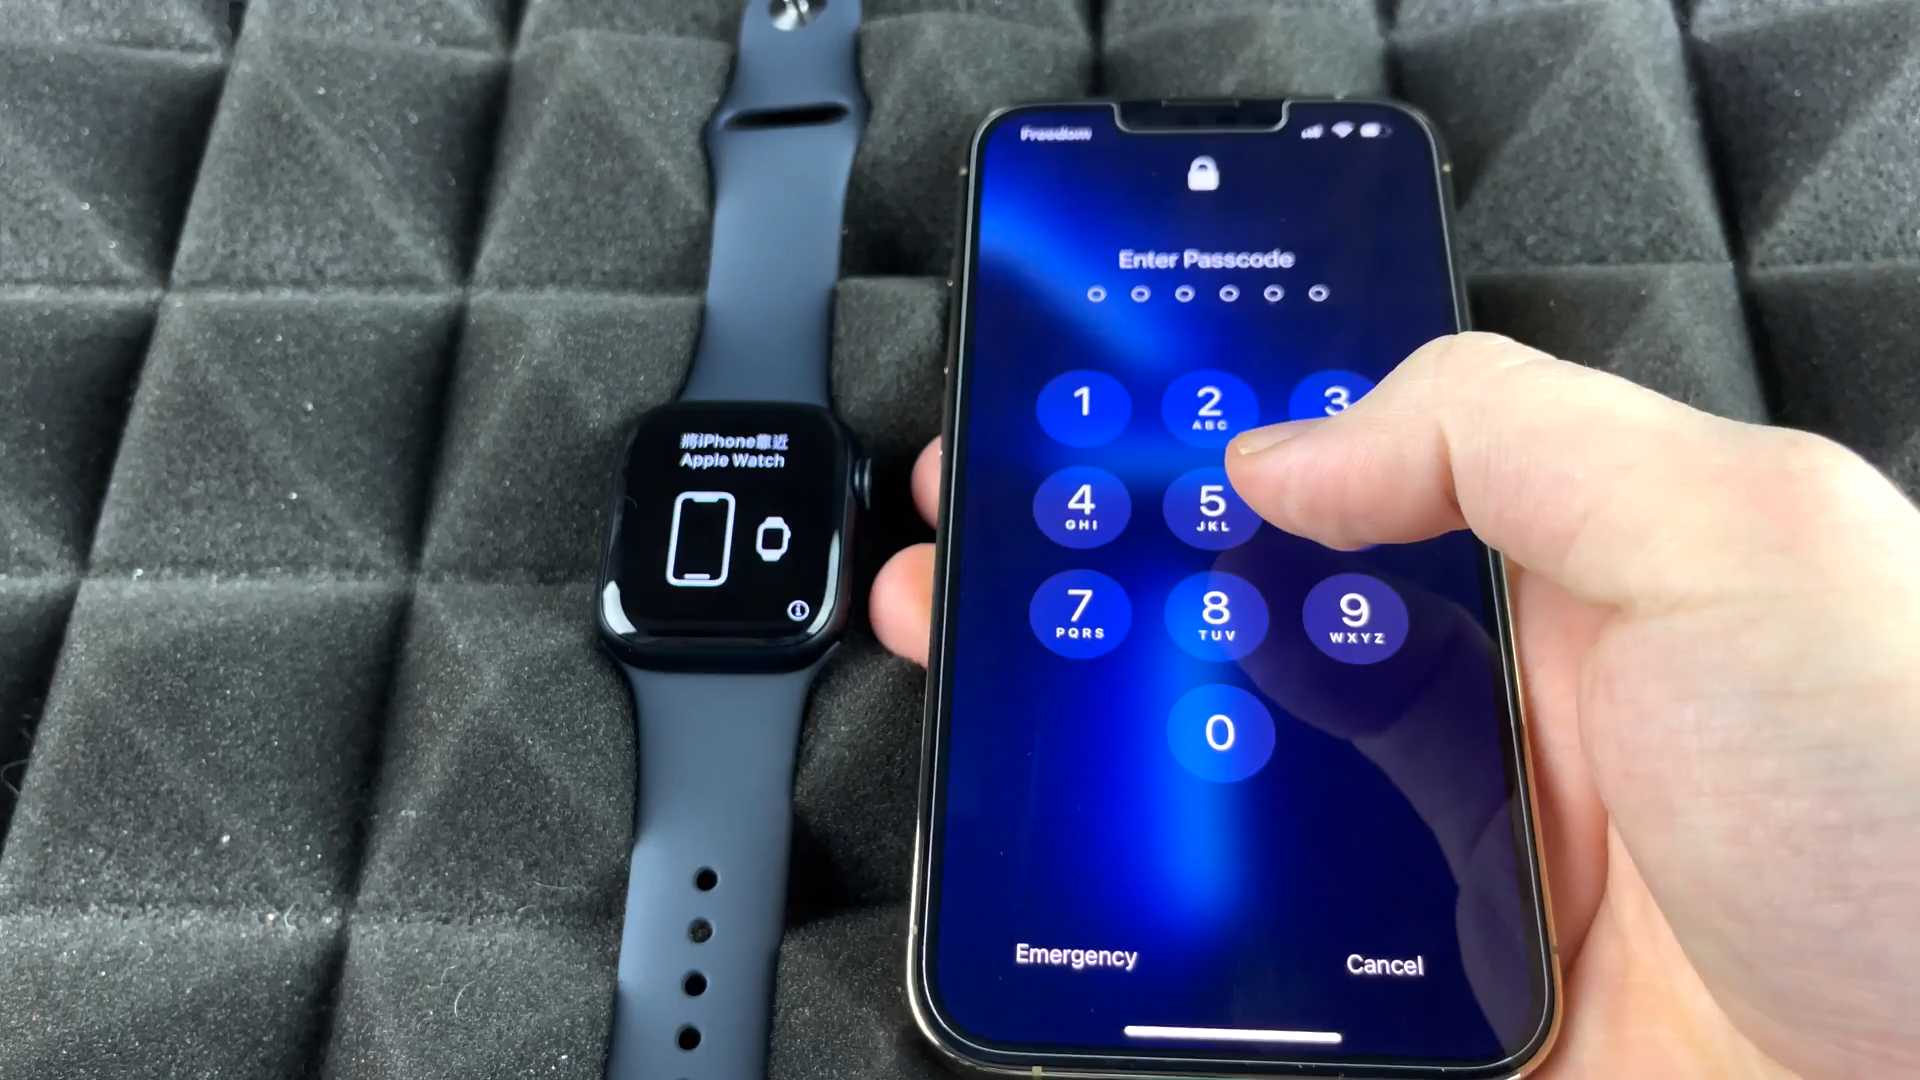 將iPhone靠近
Apple Watch
Freedom
Enter Passcode
1
2
ABC
3
4
GHI
5
JKL
7
PQRS
8
TUV
9
WXYZ
0
Emergency
Cancel